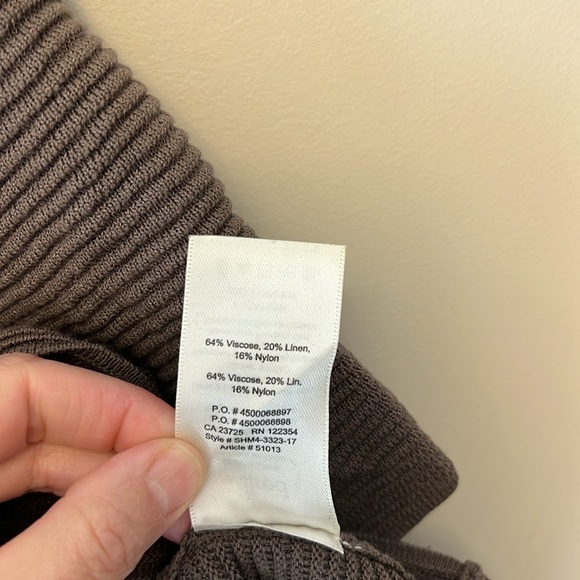 64% Viscose, 20% Linen,
16% Nylon
64% Viscose, 20% Lin.
16% Nylon
P.O. # 4500068897
P.O. # 4500068898
CA 23725 RN 122354
Style # SHM4-3323-17
Article # 51013